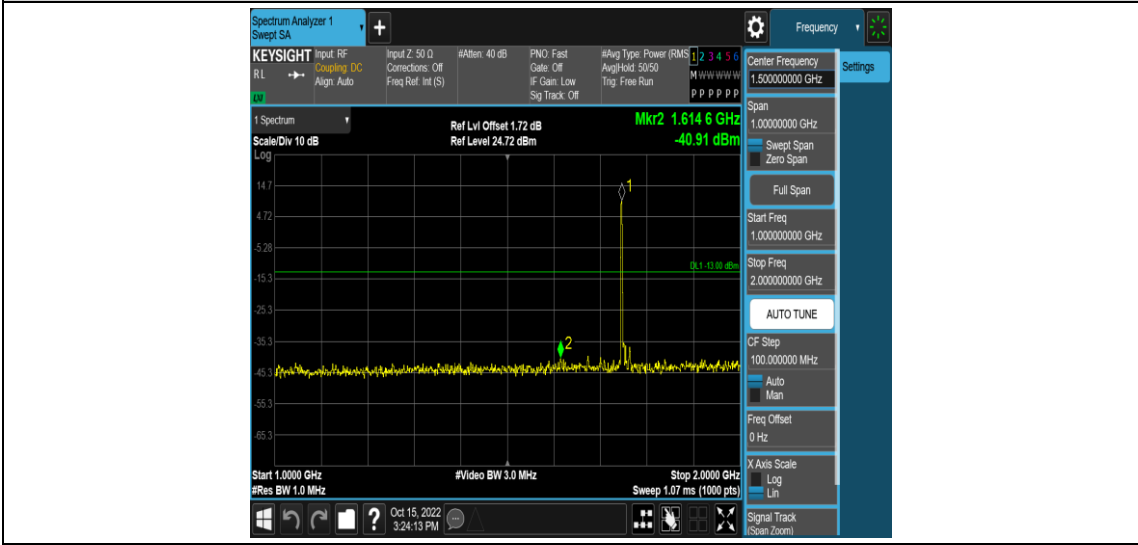 Spectrum Analyzer 1
Swept SA
+
Frequency
KEYSIGHT
RL
Input: RF
Coupling: DC
Align: Auto
Input Z: 50 Ω
Corrections: Off
Freq Ref: Int (S)
#Atten: 40 dB
PNO: Fast
Gate: Off
IF Gain: Low
Sig Track: Off
#Avg Type: Power (RMS
Avg|Hold: 50/50
Trig: Free Run
1 2 3 4 5 6
M W W W W W
P P P P P P
1 Spectrum
Scale/Div 10 dB
Ref Lvl Offset 1.72 dB
Ref Level 24.72 dBm
Mkr2 1.614 6 GHz
-40.91 dBm
Log
14.7
4.72
-5.28
-15.3
-25.3
-35.3
-45.3
-55.3
-65.3
1
DL1 -13.00 dBm
2
Start 1.0000 GHz
#Res BW 1.0 MHz
#Video BW 3.0 MHz
Stop 2.0000 GHz
Sweep 1.07 ms (1000 pts)
?
Oct 15, 2022
3:24:13 PM
Center Frequency
1.500000000 GHz
Settings
Span
1.00000000 GHz
Swept Span
Zero Span
Full Span
Start Freq
1.000000000 GHz
Stop Freq
2.000000000 GHz
AUTO TUNE
CF Step
100.000000 MHz
Auto
Man
Freq Offset
0 Hz
X Axis Scale
Log
Lin
Signal Track
(Span Zoom)